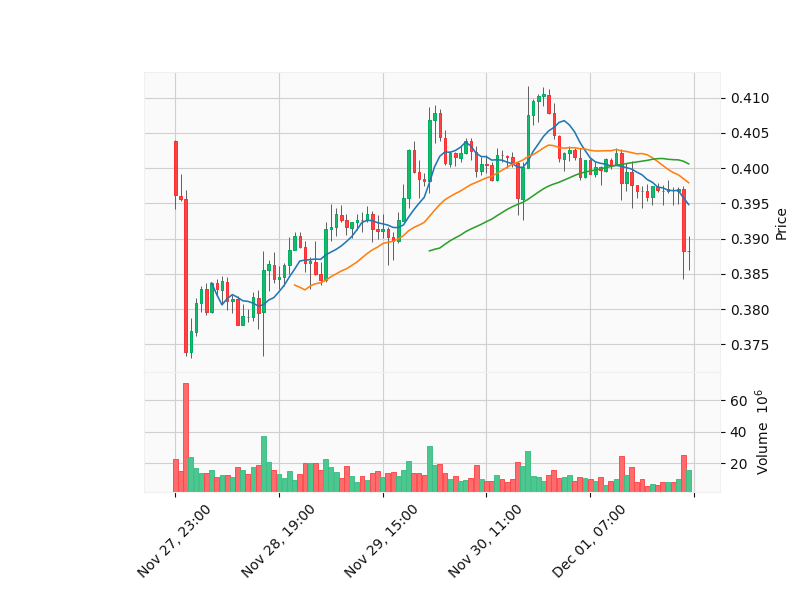 0.410
0.405
0.400
0.395
0.390
0.385
0.380
0.375
Price
60
40
20
Volume 10^6
Nov 27, 23:00
Nov 28, 19:00
Nov 29, 15:00
Nov 30, 11:00
Dec 01, 07:00